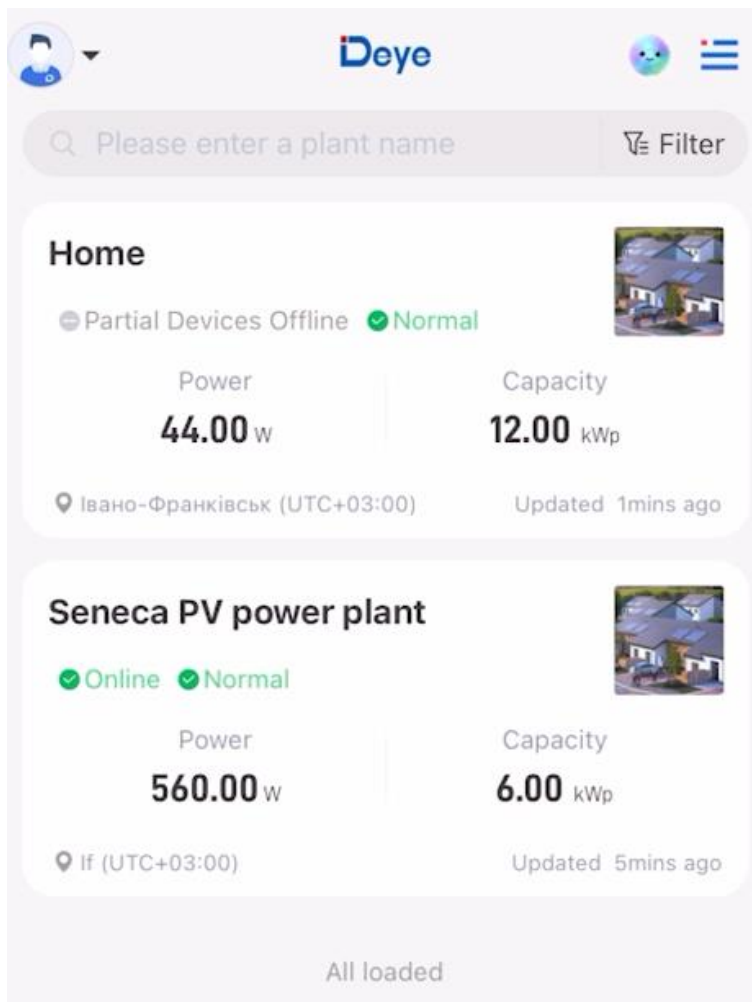 Deye
Please enter a plant name Filter
Home
Partial Devices Offline Normal
Power Capacity
44.00 W 12.00 kWp
Івано-Франківськ (UTC+03:00) Updated 1mins ago
Seneca PV power plant
Online Normal
Power Capacity
560.00 W 6.00 kWp
If (UTC+03:00) Updated 5mins ago
All loaded